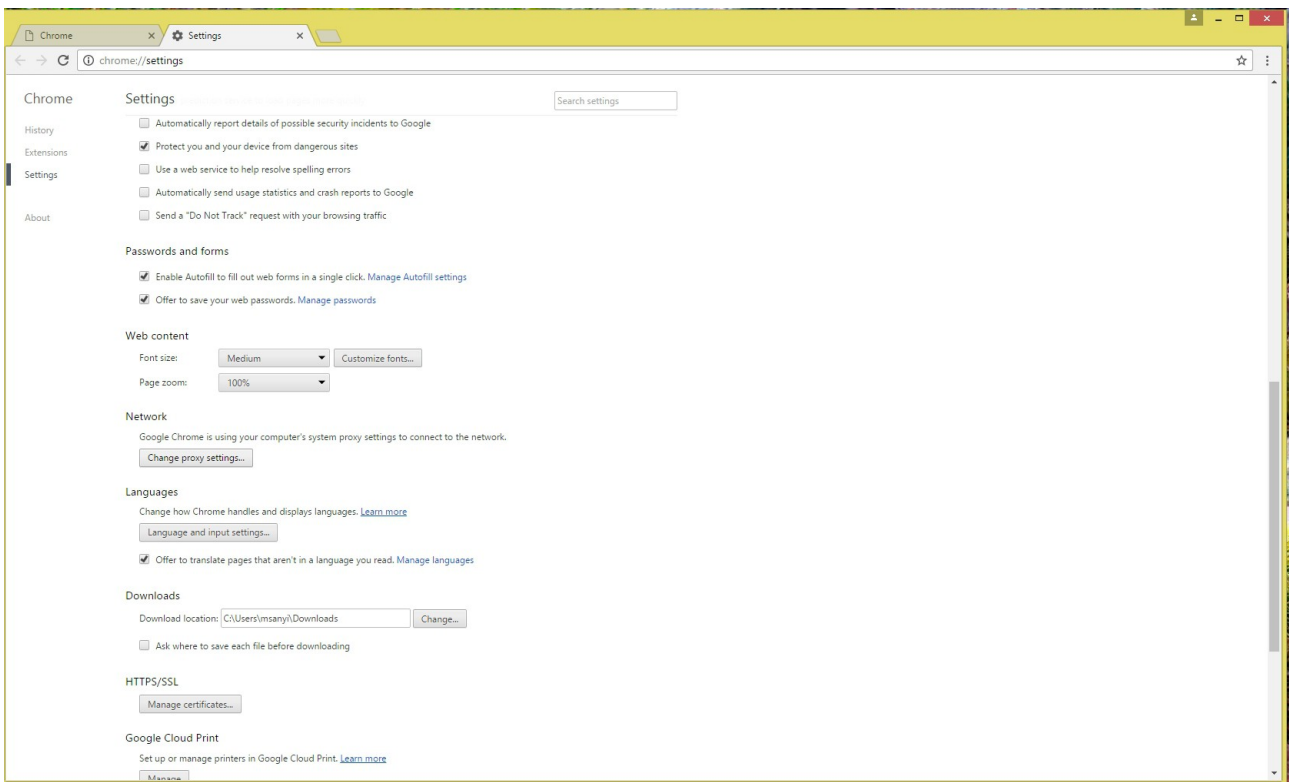 Chrome
Settings
chrome://settings
Chrome
History
Extensions
Settings
About
Settings
Search settings
Automatically report details of possible security incidents to Google
Protect you and your device from dangerous sites
Use a web service to help resolve spelling errors
Automatically send usage statistics and crash reports to Google
Send a "Do Not Track" request with your browsing traffic
Passwords and forms
Enable Autofill to fill out web forms in a single click. Manage Autofill settings
Offer to save your web passwords. Manage passwords
Web content
Font size: Medium Customize fonts...
Page zoom: 100%
Network
Google Chrome is using your computer's system proxy settings to connect to the network.
Change proxy settings...
Languages
Change how Chrome handles and displays languages. Learn more
Language and input settings...
Offer to translate pages that aren't in a language you read. Manage languages
Downloads
Download location: C:\Users\msanyi\Downloads Change...
Ask where to save each file before downloading
HTTPS/SSL
Manage certificates...
Google Cloud Print
Set up or manage printers in Google Cloud Print. Learn more
Manage